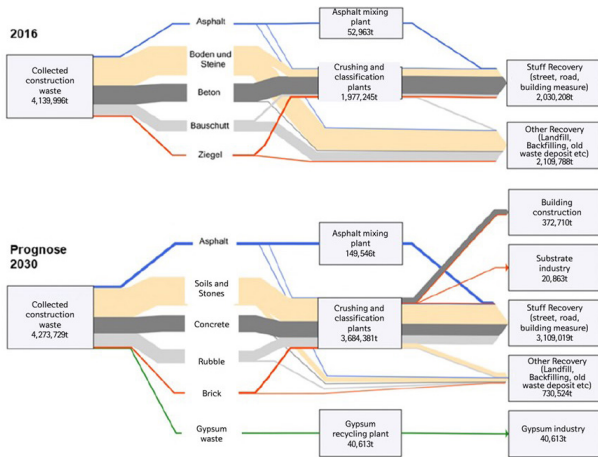 2016
Collected
construction
waste
4,139,996t
Asphalt
Boden und
Steine
Beton
Bauschutt
Ziegel
Asphalt mixing
plant
52,963t
Crushing and
classification
plants
1,977,245t
Stuff Recovery
(street, road,
building measure)
2,030,208t
Other Recovery
(Landfill,
Backfilling, old
waste deposit etc)
2,109,788t
Prognose
2030
Collected
construction
waste
4,273,729t
Asphalt
Soils and
Stones
Concrete
Rubble
Brick
Gypsum
waste
Asphalt mixing
plant
149,546t
Crushing and
classification
plants
3,684,381t
Gypsum
recycling plant
40,613t
Building
construction
372,710t
Substrate
industry
20,863t
Stuff Recovery
(street, road,
building measure)
3,109,019t
Other Recovery
(Landfill,
Backfilling, old
waste deposit etc)
730,524t
Gypsum industry
40,613t